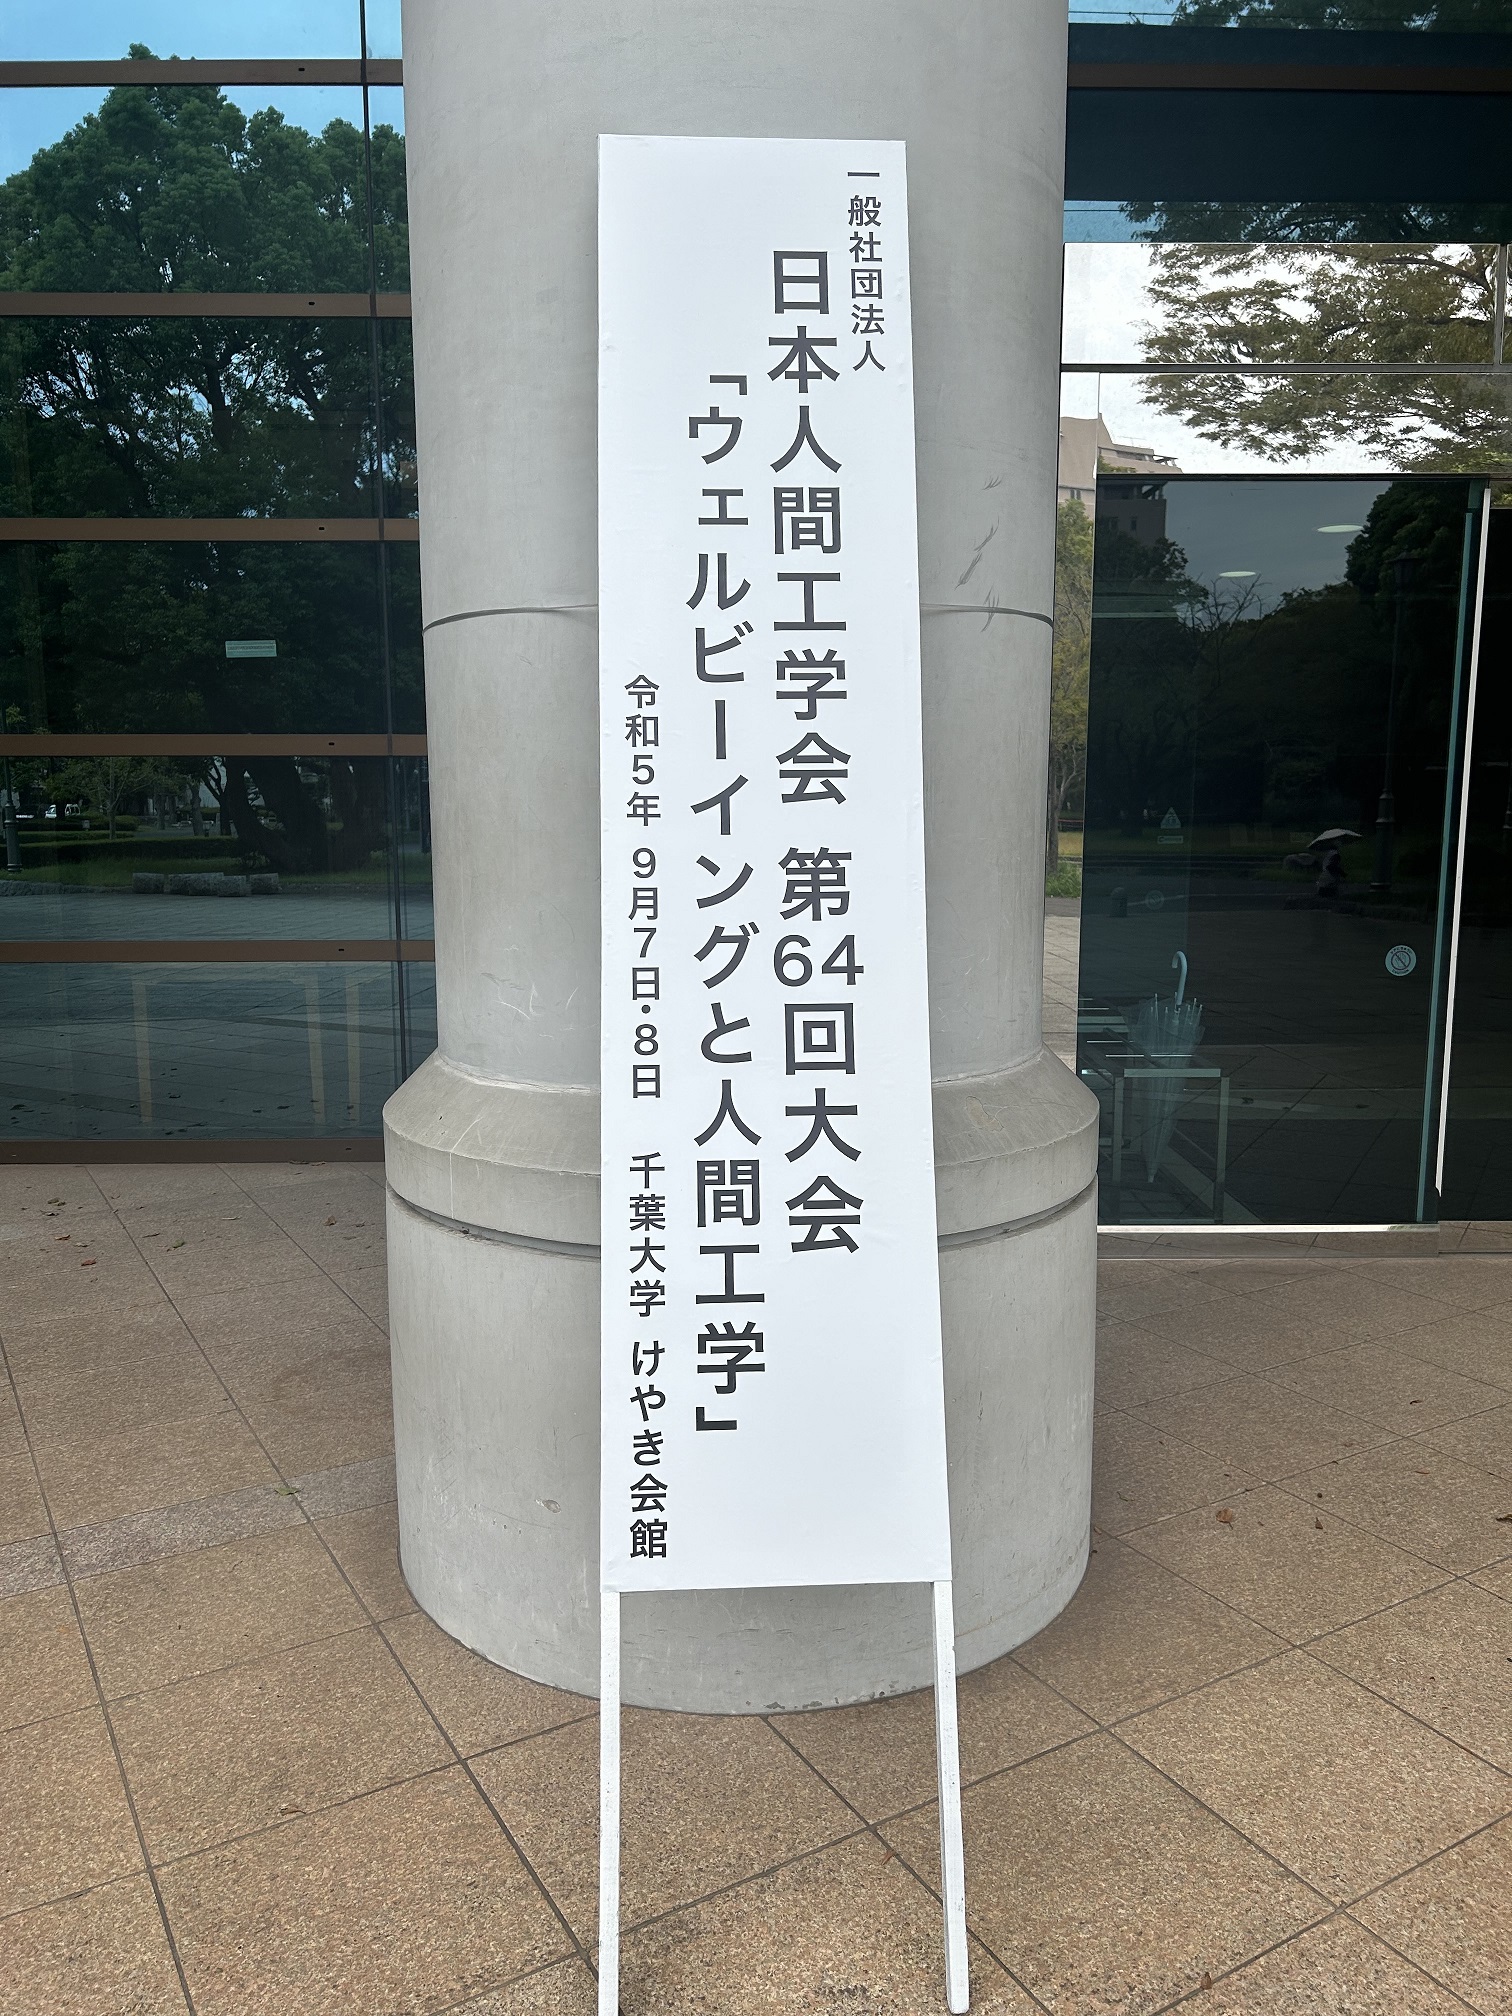 一般社団法人
日本人間工学会 第64回大会
「ウェルビーイングと人間工学」
令和5年 9月7日・8日 千葉大学 けやき会館